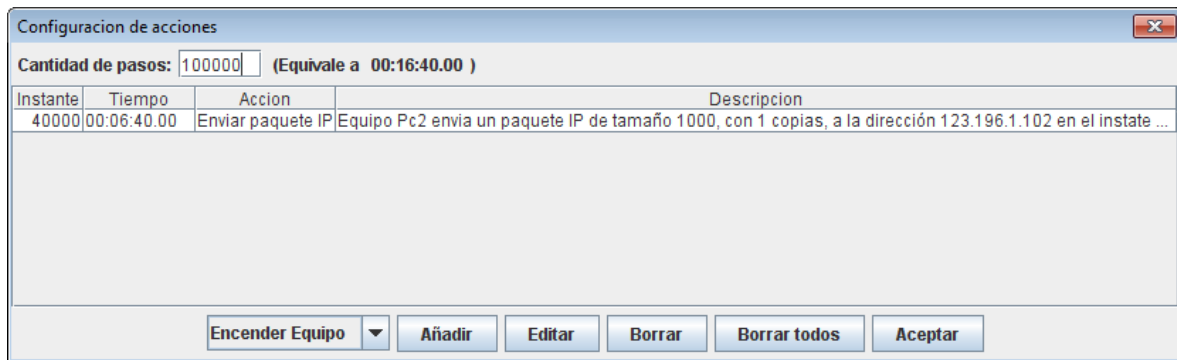 Configuracion de acciones
Cantidad de pasos: 100000 (Equivale a 00:16:40.00 )
Instante Tiempo Accion Descripcion
40000 00:06:40.00 Enviar paquete IP Equipo Pc2 envia un paquete IP de tamaño 1000, con 1 copias, a la dirección 123.196.1.102 en el instate ...
Encender Equipo Añadir Editar Borrar Borrar todos Aceptar